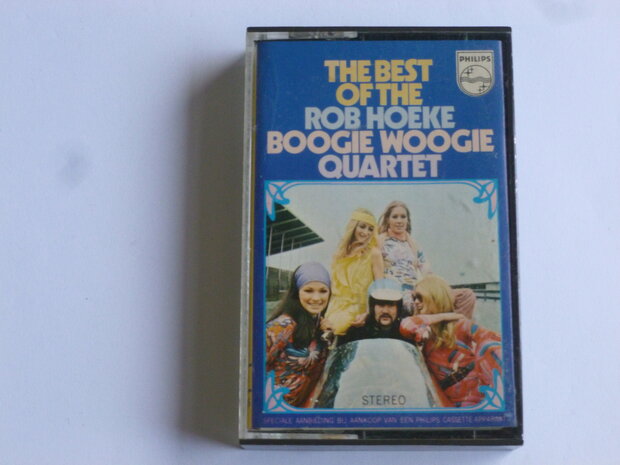 THE BEST
OF THE
ROB HOEKE
BOOGIE WOOGIE
QUARTET
PHILIPS
STEREO
SPECIALE AANBIEDING BIJ AANKOOP VAN EEN PHILIPS CASSETTE-APPARAAT